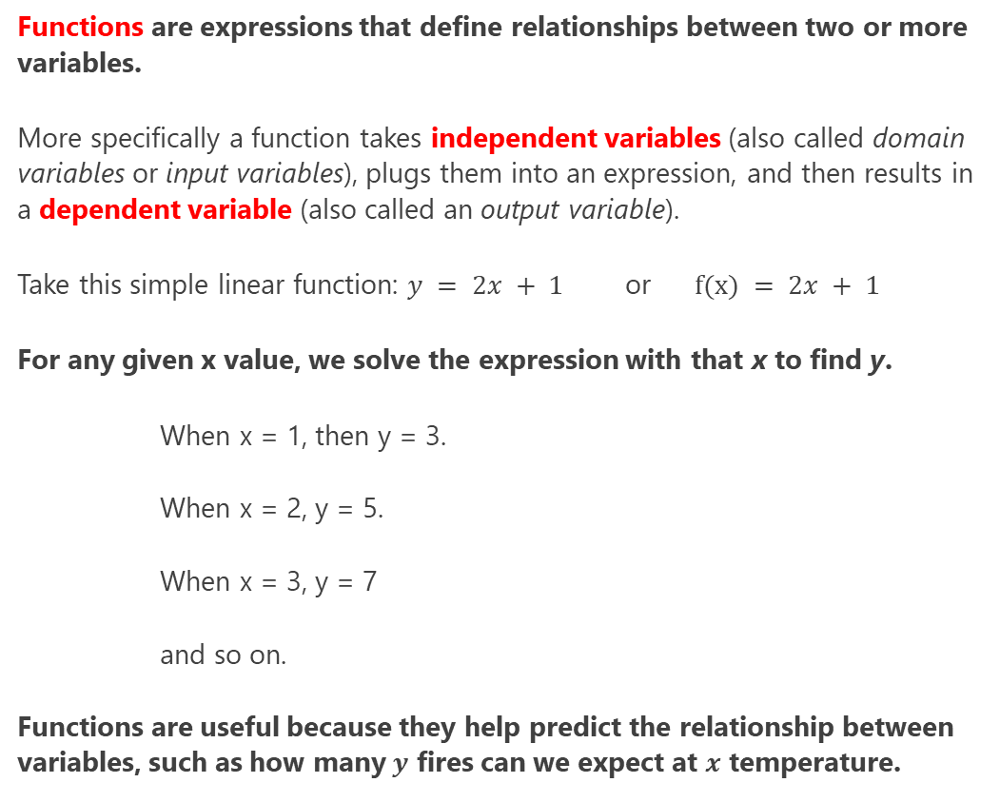 Functions are expressions that define relationships between two or more
variables.
More specifically a function takes independent variables (also called domain
variables or input variables), plugs them into an expression, and then results in
a dependent variable (also called an output variable).
Take this simple linear function: y = 2x + 1 or f(x) = 2x + 1
For any given x value, we solve the expression with that x to find y.
When x = 1, then y = 3.
When x = 2, y = 5.
When x = 3, y = 7
and so on.
Functions are useful because they help predict the relationship between
variables, such as how many y fires can we expect at x temperature.